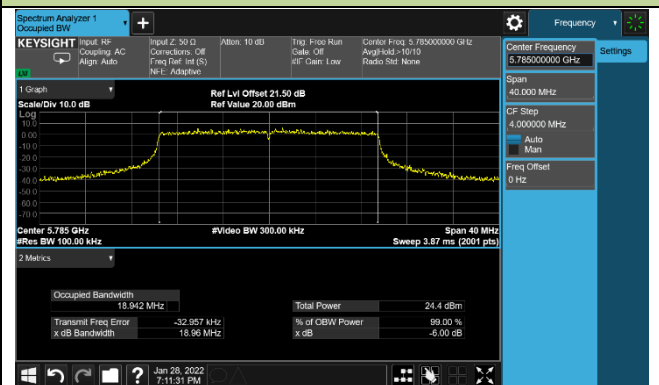 Spectrum Analyzer 1
Occupied BW
+
Frequency
KEYSIGHT
Input: RF
Coupling: AC
Align: Auto
Input Z: 50 Ω
Corrections: Off
Freq Ref: Int (S)
NFE: Adaptive
Atten: 10 dB
Trig: Free Run
Gate: Off
#IF Gain: Low
Center Freq: 5.785000000 GHz
Avg|Hold:>10/10
Radio Std: None
LXI
Center Frequency
5.785000000 GHz
Settings
Span
40.000 MHz
CF Step
4.000000 MHz
Auto
Man
Freq Offset
0 Hz
1 Graph
Scale/Div 10.0 dB
Ref Lvl Offset 21.50 dB
Ref Value 20.00 dBm
Log
10.0
0.00
-10.0
-20.0
-30.0
-40.0
-50.0
-60.0
-70.0
Center 5.785 GHz
#Video BW 300.00 kHz
Span 40 MHz
#Res BW 100.00 kHz
Sweep 3.87 ms (2001 pts)
2 Metrics
Occupied Bandwidth
18.942 MHz
Total Power 24.4 dBm
Transmit Freq Error -32.957 kHz
% of OBW Power 99.00 %
x dB Bandwidth 18.96 MHz
x dB -6.00 dB
?
Jan 28, 2022
7:11:31 PM